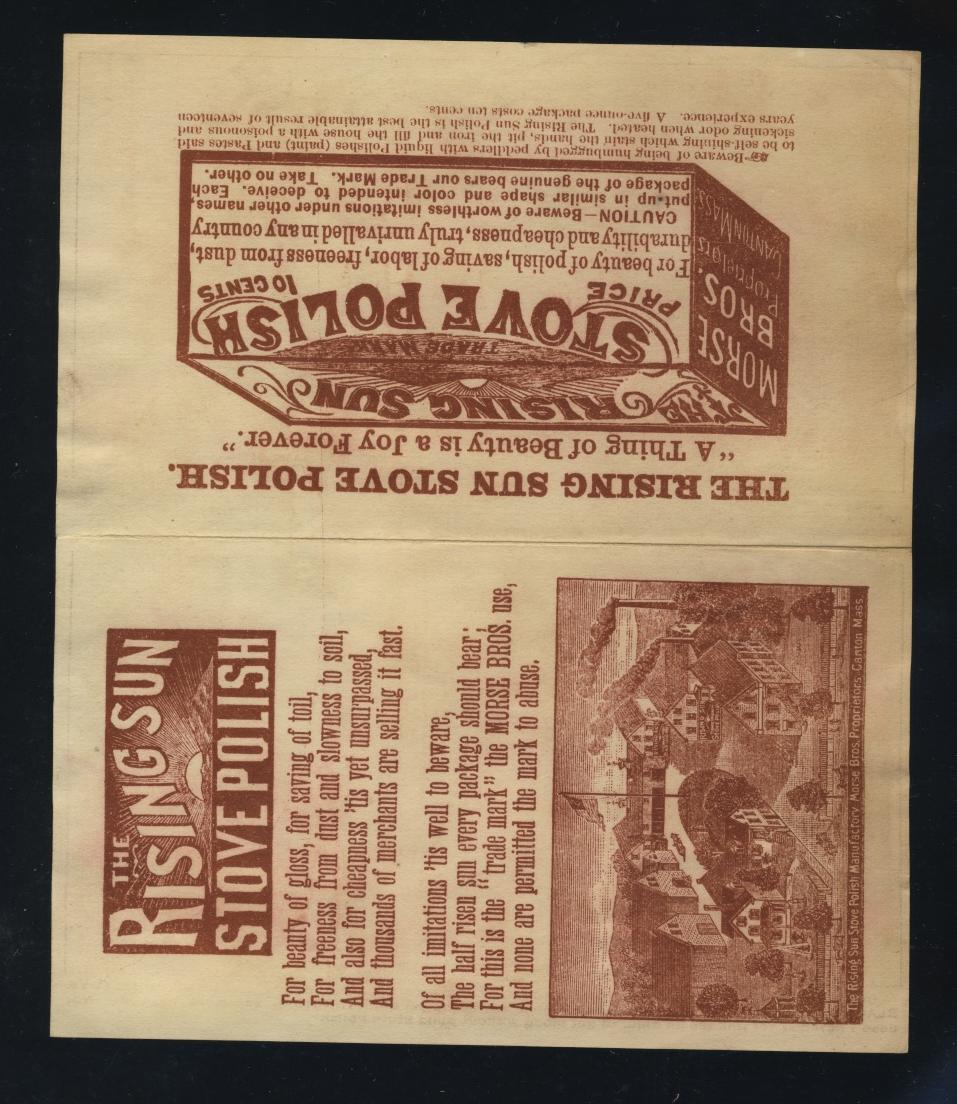 THE RISING SUN STOVE POLISH.
"A Thing of Beauty is a Joy Forever."
THE RISING SUN
TRADE MARK
STOVE POLISH
PRICE 10 CENTS
For beauty of polish, saving of labor, freeness from dust,
durability and cheapness, truly unrivalled in any country
CAUTION—Beware of worthless imitations under other names,
put up in similar shape and color intended to deceive. Each
package of the genuine bears our Trade Mark. Take no other.
MORSE
BROS.
Proprietors
CANTON MASS
Beware of being humbugged by peddlers with liquid Polishes (paint) and Pastes said
to be self-shining which stain the hands, pit the iron and fill the house with a poisonous and
sickening odor when heated. The Rising Sun Polish is the best attainable result of seventeen
years experience. A five-ounce package costs ten cents.
THE
RISING SUN
STOVE POLISH
For beauty of gloss, for saving of toil,
For freeness from dust and slowness to soil,
And also for cheapness 'tis yet unsurpassed,
And thousands of merchants are selling it fast.
Of all imitations 'tis well to beware,
The half risen sun every package should bear;
For this is the "trade mark" the MORSE BROS. use,
And none are permitted the mark to abuse.
The Rising Sun Stove Polish Manufactory Morse Bros. Proprietors. Canton Mass.